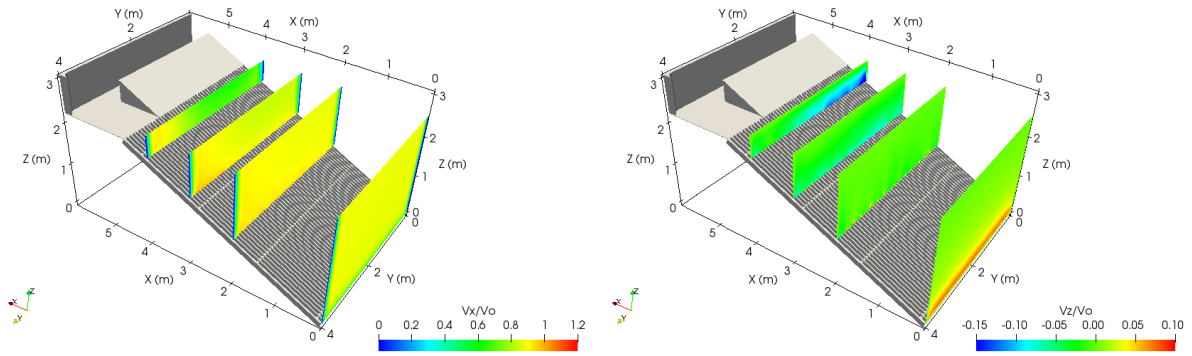 Y (m) 2 4 3
5 4 X (m) 3 2 1 0
3 2 1 0 Z (m)
3 2 1 0 Z (m)
5 4 X (m) 3 2 1 0
0 Y (m) 2 4
X Y Z
Vx/Vo
0 0.2 0.4 0.6 0.8 1 1.2
Y (m) 2 4 3
5 4 X (m) 3 2 1 0
3 2 1 0 Z (m)
3 2 1 0 Z (m)
5 4 X (m) 3 2 1 0
0 Y (m) 2 4
X Y Z
Vz/Vo
-0.15 -0.10 -0.05 0.00 0.05 0.10